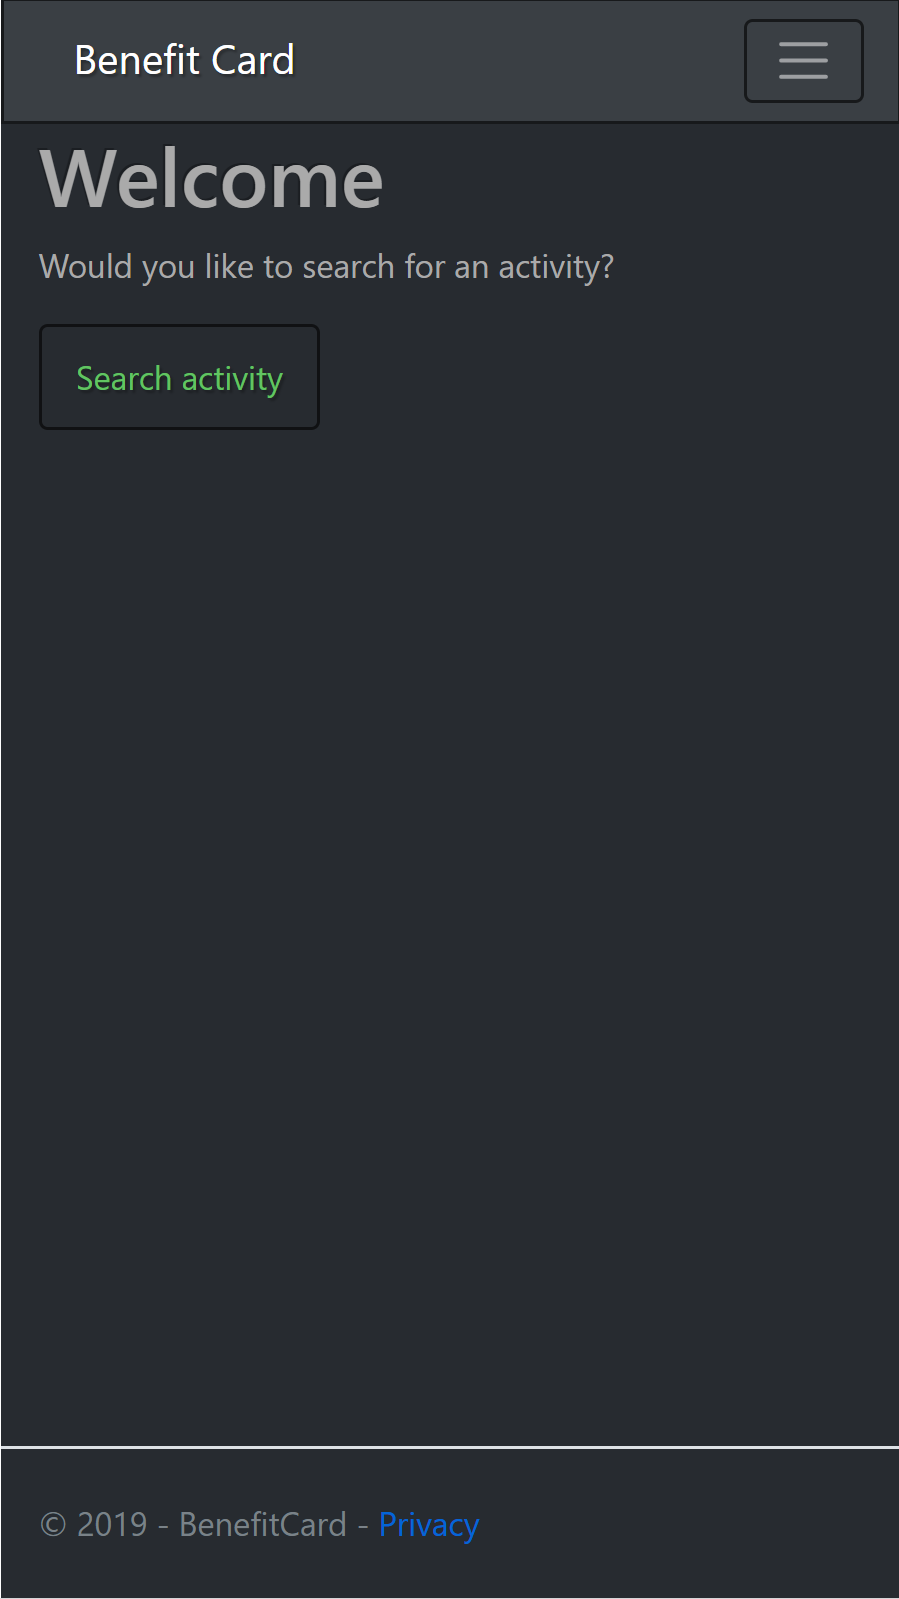 Benefit Card
Welcome
Would you like to search for an activity?
Search activity
© 2019 - BenefitCard - Privacy